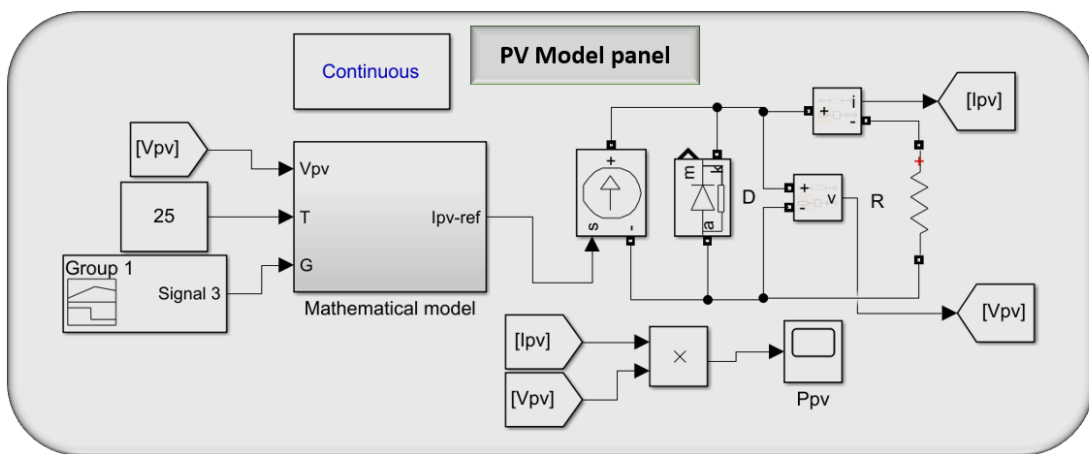 PV Model panel
Continuous
[Vpv]
25
Group 1
Signal 3
Vpv
T
G
Ipv-ref
Mathematical model
+
s
-
m
k
a
D
+
i
-
+
-
v
R
+
[Ipv]
[Vpv]
[Ipv]
[Vpv]
×
Ppv